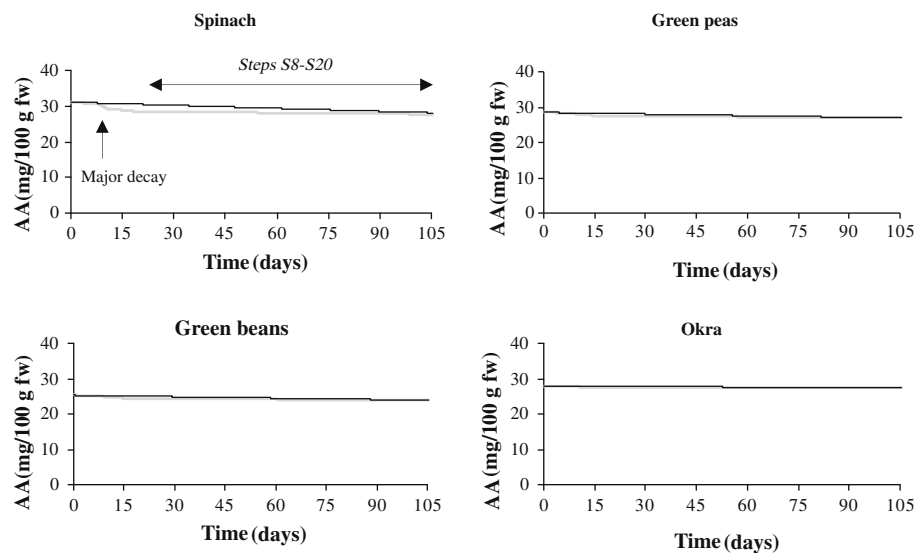 Spinach
Steps S8-S20
Major decay
AA(mg/100 g fw)
40
30
20
10
0
0 15 30 45 60 75 90 105
Time (days)
Green peas
AA(mg/100 g fw)
40
30
20
10
0
0 15 30 45 60 75 90 105
Time (days)
Green beans
AA(mg/100 g fw)
40
30
20
10
0
0 15 30 45 60 75 90 105
Time (days)
Okra
AA(mg/100 g fw)
40
30
20
10
0
0 15 30 45 60 75 90 105
Time (days)